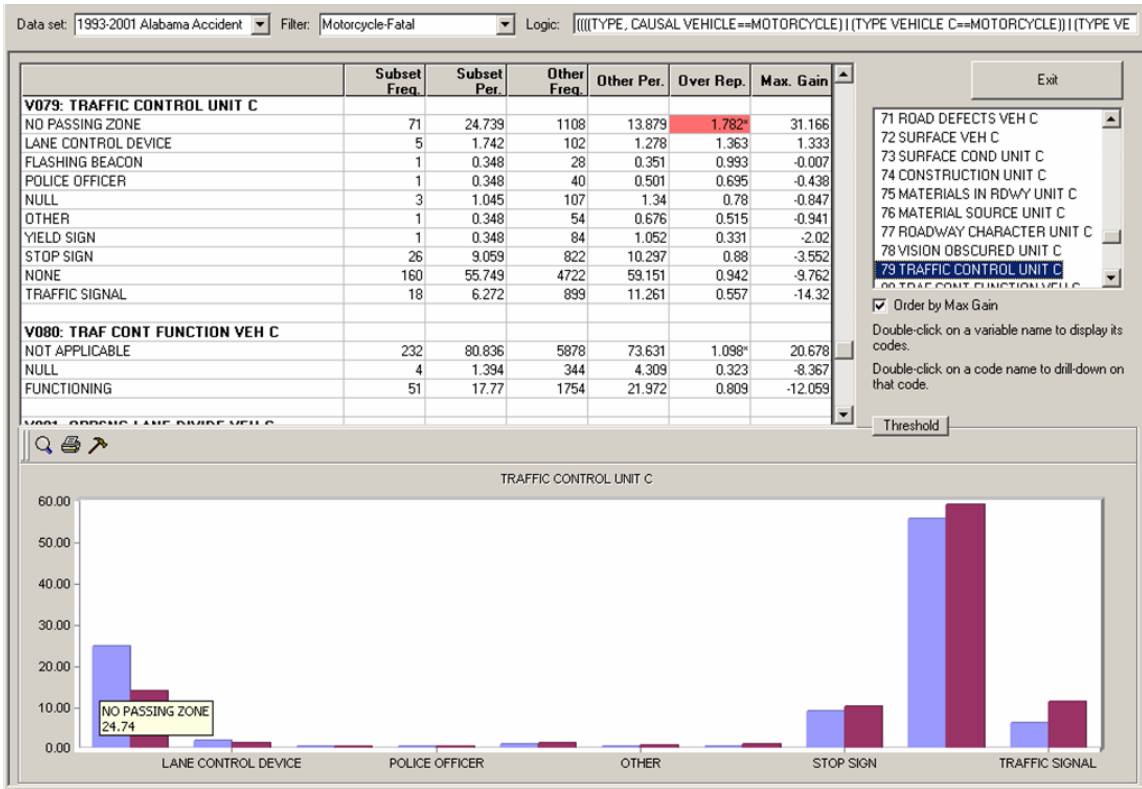 Data set: 1993-2001 Alabama Accident Filter: Motorcycle-Fatal Logic: ((((TYPE, CAUSAL VEHICLE==MOTORCYCLE)|(TYPE VEHICLE C==MOTORCYCLE))|(TYPE VE
Subset Freq. Subset Per. Other Freq. Other Per. Over Rep. Max. Gain
V079: TRAFFIC CONTROL UNIT C
NO PASSING ZONE 71 24.739 1108 13.879 1.782* 31.166
LANE CONTROL DEVICE 5 1.742 102 1.278 1.363 1.333
FLASHING BEACON 1 0.348 28 0.351 0.993 -0.007
POLICE OFFICER 1 0.348 40 0.501 0.695 -0.438
NULL 3 1.045 107 1.34 0.78 -0.847
OTHER 1 0.348 54 0.676 0.515 -0.941
YIELD SIGN 1 0.348 84 1.052 0.331 -2.02
STOP SIGN 26 9.059 822 10.297 0.88 -3.552
NONE 160 55.749 4722 59.151 0.942 -9.762
TRAFFIC SIGNAL 18 6.272 899 11.261 0.557 -14.32
V080: TRAF CONT FUNCTION VEH C
NOT APPLICABLE 232 80.836 5878 73.631 1.098* 20.678
NULL 4 1.394 344 4.309 0.323 -8.367
FUNCTIONING 51 17.77 1754 21.972 0.809 -12.059
V081: OPPSNG LANE DIVIDE VEH C
Exit
71 ROAD DEFECTS VEH C
72 SURFACE VEH C
73 SURFACE COND UNIT C
74 CONSTRUCTION UNIT C
75 MATERIALS IN RDWY UNIT C
76 MATERIAL SOURCE UNIT C
77 ROADWAY CHARACTER UNIT C
78 VISION OBSCURED UNIT C
79 TRAFFIC CONTROL UNIT C
80 TRAF CONT FUNCTION VEH C
Order by Max Gain
Double-click on a variable name to display its
codes.
Double-click on a code name to drill-down on
that code.
Threshold
TRAFFIC CONTROL UNIT C
60.00
50.00
40.00
30.00
20.00
10.00
0.00
NO PASSING ZONE
24.74
LANE CONTROL DEVICE POLICE OFFICER OTHER STOP SIGN TRAFFIC SIGNAL